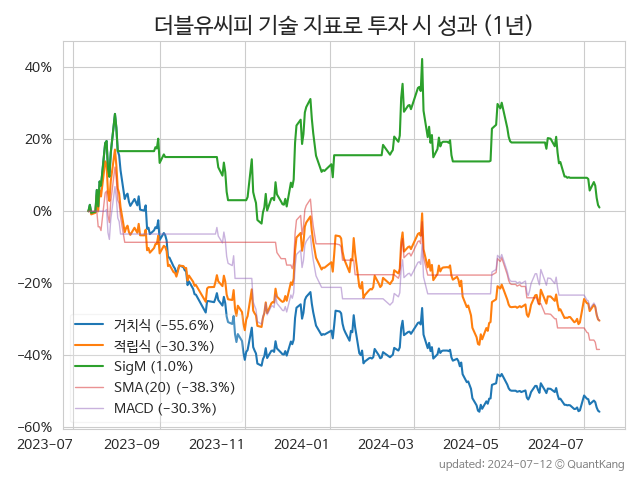 더블유씨피 기술 지표로 투자 시 성과 (1년)
40%
20%
0%
−20%
−40%
−60%
거치식 (−55.6%)
적립식 (−30.3%)
SigM (1.0%)
SMA(20) (−38.3%)
MACD (−30.3%)
2023-07 2023-09 2023-11 2024-01 2024-03 2024-05 2024-07
updated: 2024-07-12 ⓒ QuantKang